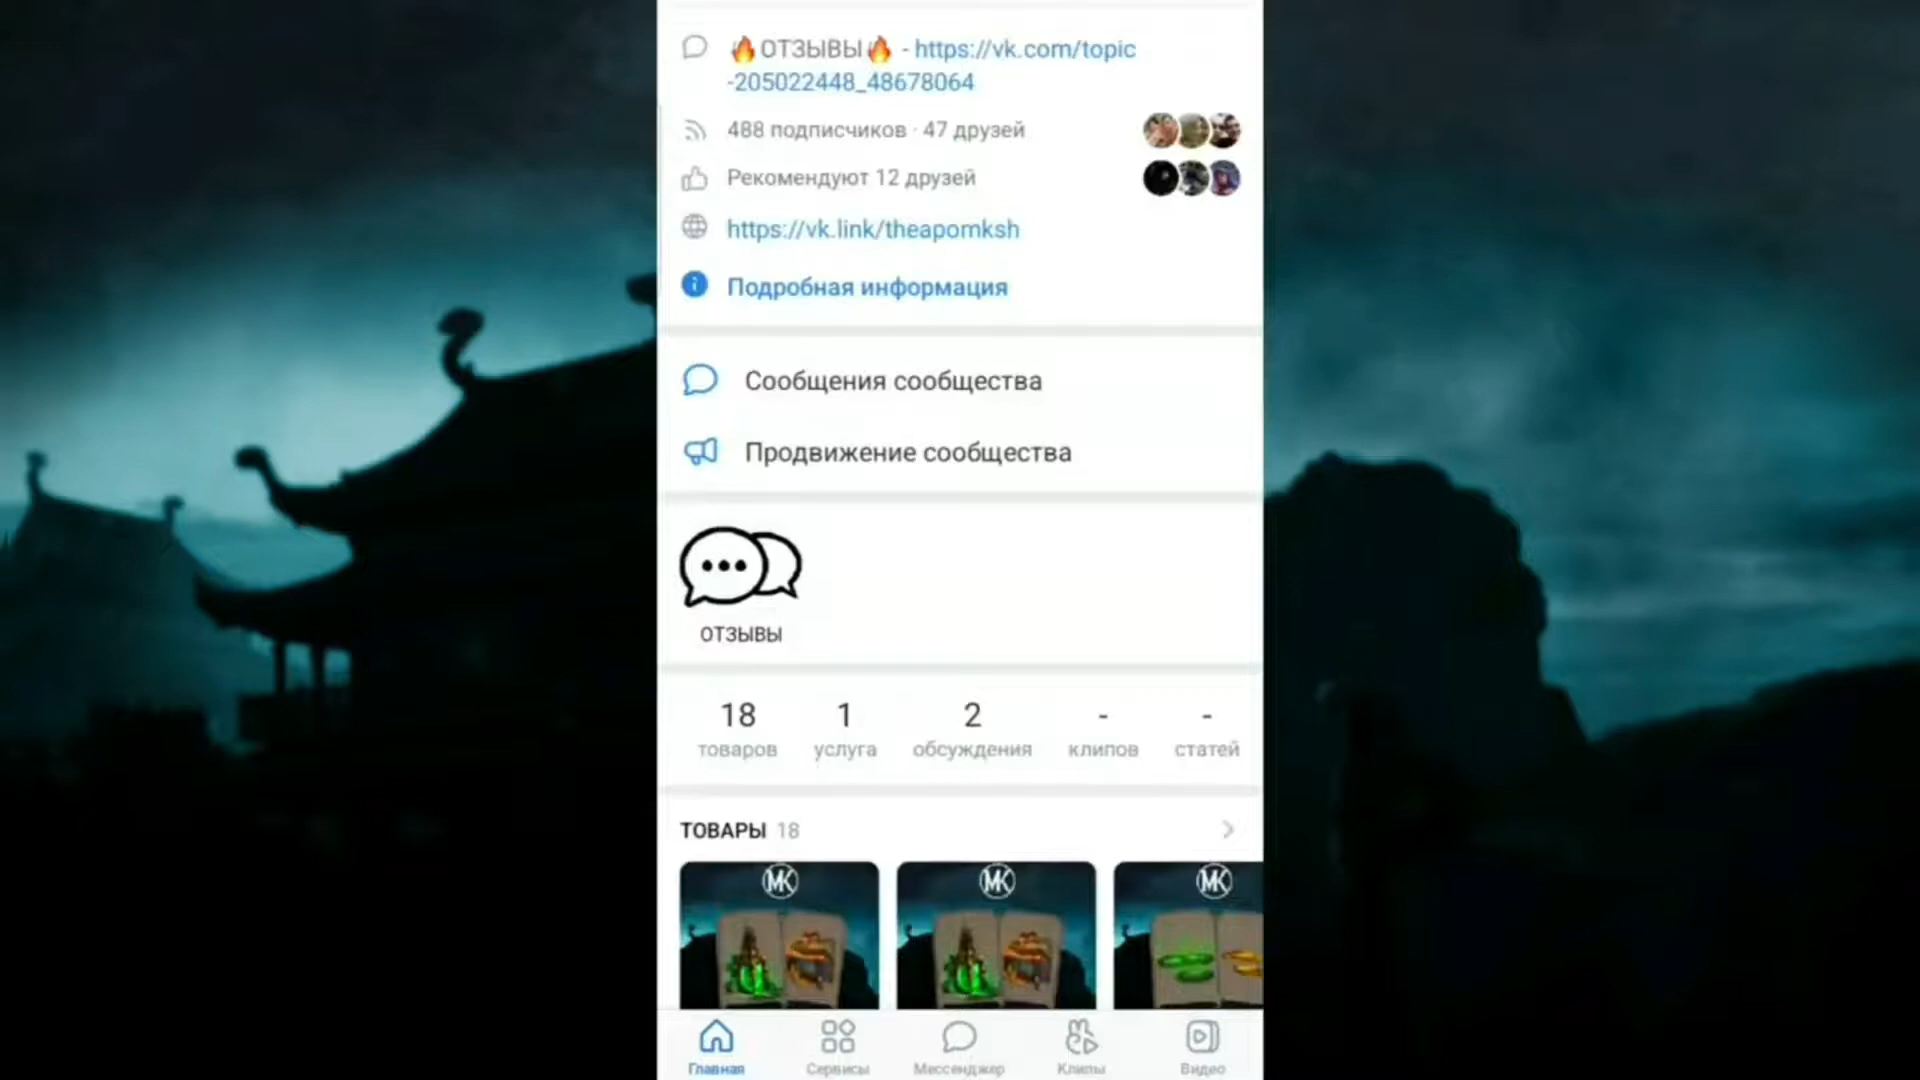 🔥ОТЗЫВЫ🔥 - https://vk.com/topic
-205022448_48678064
488 подписчиков · 47 друзей
Рекомендуют 12 друзей
https://vk.link/theapomksh
Подробная информация
Сообщения сообщества
Продвижение сообщества
ОТЗЫВЫ
18 1 2 - -
товаров услуга обсуждения клипов статей
ТОВАРЫ 18
MK MK MK
Главная Сервисы Мессенджер Клипы Видео